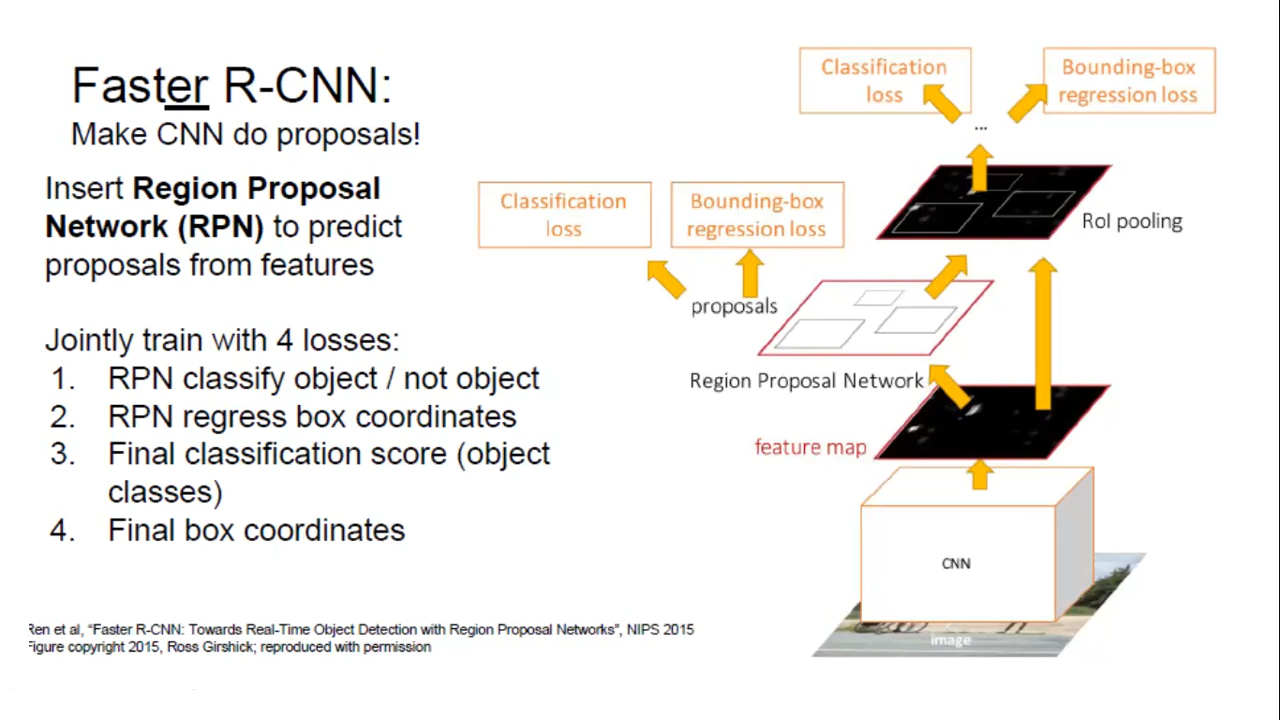 Faster R-CNN:
Make CNN do proposals!
Insert Region Proposal
Network (RPN) to predict
proposals from features
Jointly train with 4 losses:
1. RPN classify object / not object
2. RPN regress box coordinates
3. Final classification score (object
classes)
4. Final box coordinates
Classification
loss
Bounding-box
regression loss
...
RoI pooling
Classification
loss
Bounding-box
regression loss
proposals
Region Proposal Network
feature map
CNN
image
Ren et al, “Faster R-CNN: Towards Real-Time Object Detection with Region Proposal Networks”, NIPS 2015
Figure copyright 2015, Ross Girshick; reproduced with permission